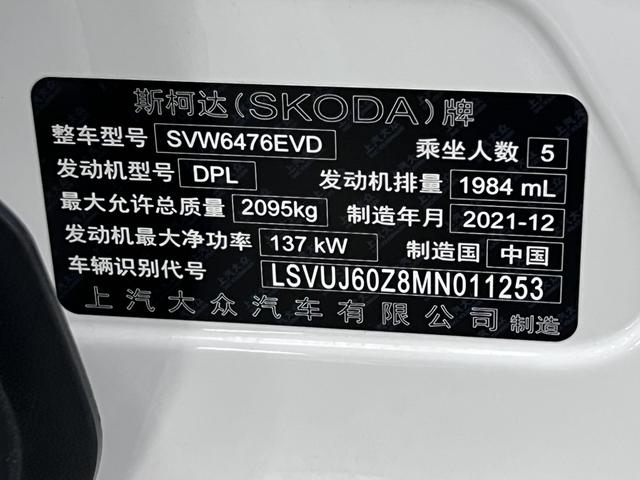 斯柯达(SKODA)牌
整车型号 SVW6476EVD 乘坐人数 5
发动机型号 DPL 发动机排量 1984 mL
最大允许总质量 2095kg 制造年月 2021-12
发动机最大净功率 137 kW 制造国 中国
车辆识别代号 LSVUJ60Z8MN011253
上汽大众汽车有限公司 制造